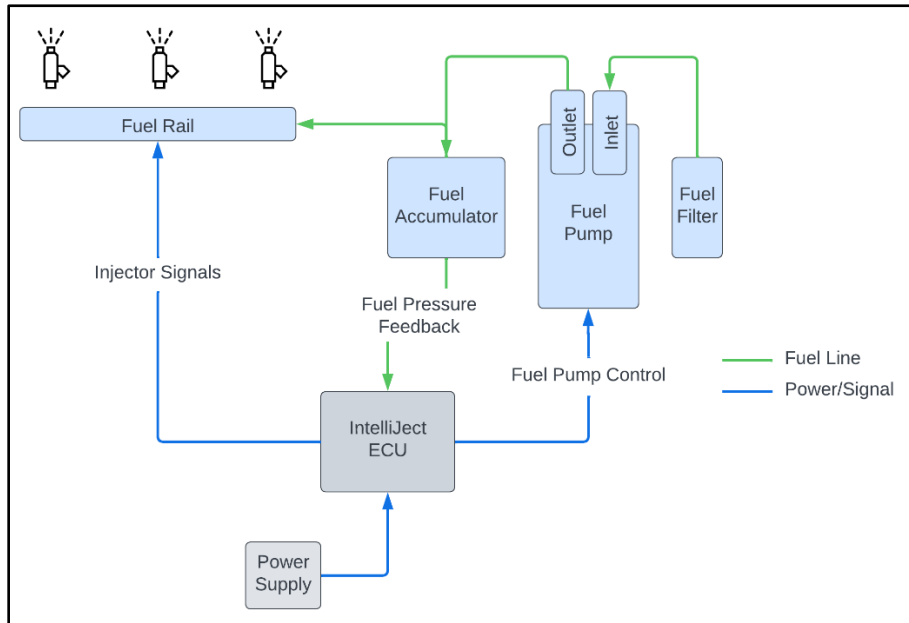 Fuel Rail
Outlet
Inlet
Fuel
Accumulator
Fuel
Pump
Fuel
Filter
Injector Signals
Fuel Pressure
Feedback
Fuel Pump Control
Fuel Line
Power/Signal
IntelliJect
ECU
Power
Supply